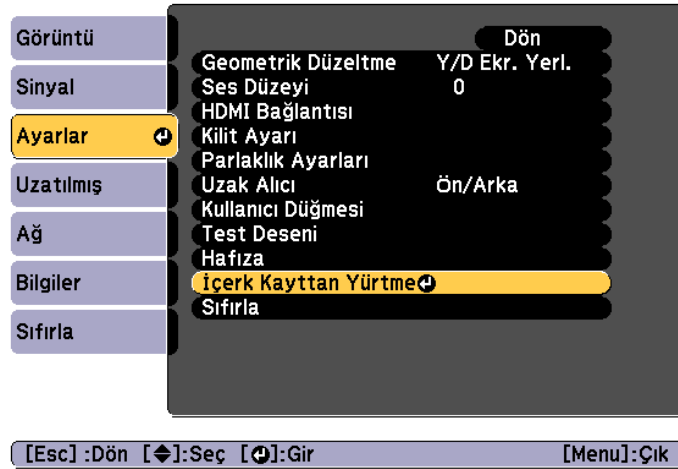 Görüntü
Sinyal
Ayarlar
Uzatılmış
Ağ
Bilgiler
Sıfırla
Dön
Geometrik Düzeltme Y/D Ekr. Yerl.
Ses Düzeyi 0
HDMI Bağlantısı
Kilit Ayarı
Parlaklık Ayarları
Uzak Alıcı Ön/Arka
Kullanıcı Düğmesi
Test Deseni
Hafıza
İçerk Kayttan Yürtme
Sıfırla
[Esc] :Dön [◆]:Seç [↵]:Gir [Menu]:Çık